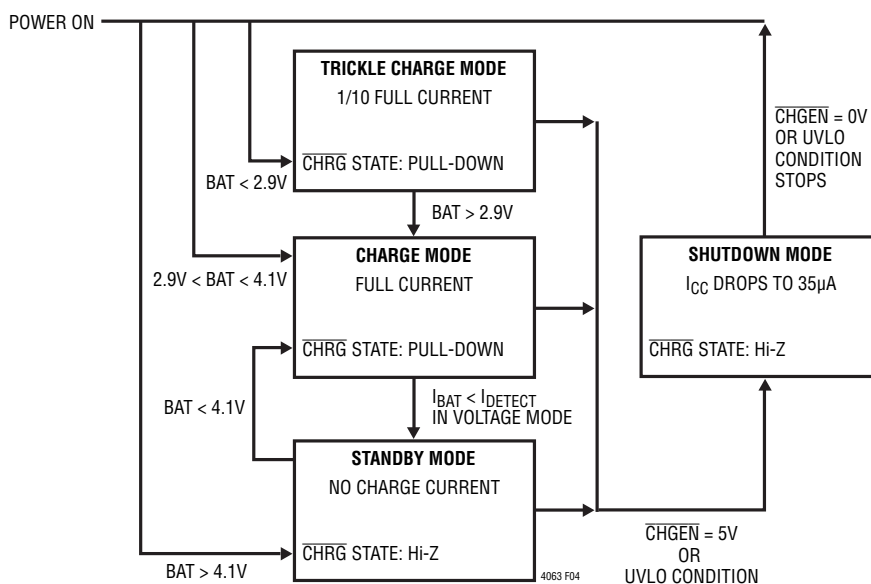 POWER ON
TRICKLE CHARGE MODE
1/10 FULL CURRENT
CHRG STATE: PULL-DOWN
BAT < 2.9V
BAT > 2.9V
CHARGE MODE
FULL CURRENT
2.9V < BAT < 4.1V
CHRG STATE: PULL-DOWN
BAT < 4.1V
IBAT < IDETECT
IN VOLTAGE MODE
STANDBY MODE
NO CHARGE CURRENT
CHRG STATE: Hi-Z
BAT > 4.1V
4063 F04
CHGEN = 0V
OR UVLO
CONDITION
STOPS
SHUTDOWN MODE
ICC DROPS TO 35µA
CHRG STATE: Hi-Z
CHGEN = 5V
OR
UVLO CONDITION